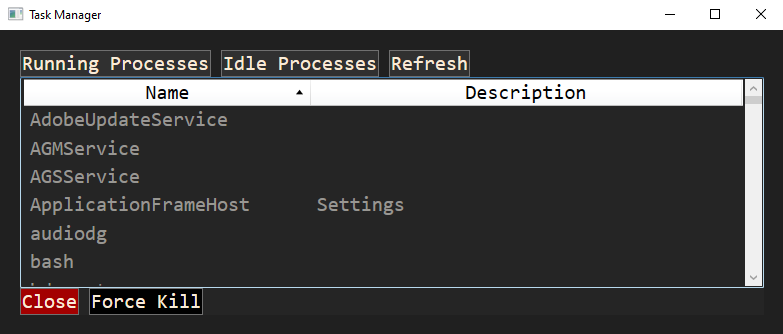 Task Manager
Running Processes Idle Processes Refresh
Name Description
AdobeUpdateService
AGMService
AGSService
ApplicationFrameHost Settings
audiodg
bash
Close Force Kill